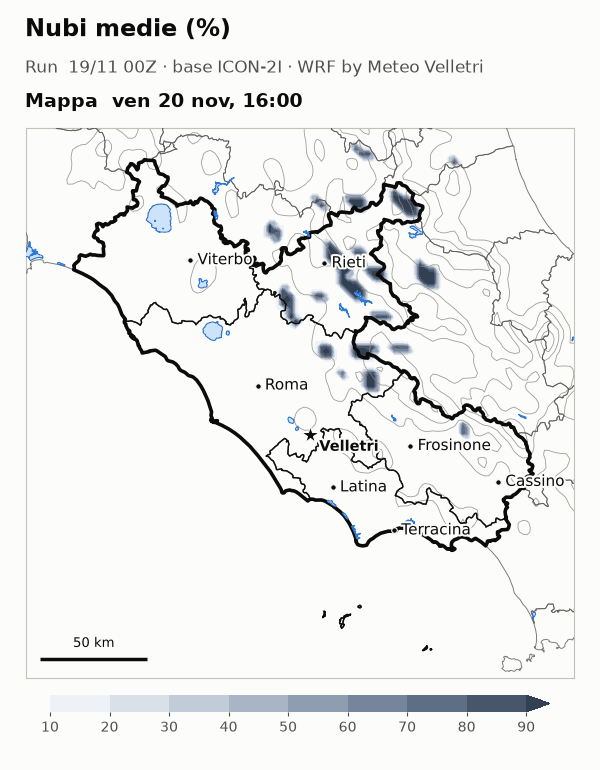 Nubi medie (%)
Run 19/11 00Z · base ICON-2I · WRF by Meteo Velletri
Mappa ven 20 nov, 16:00
Viterbo
Rieti
Roma
Velletri
Frosinone
Latina
Cassino
Terracina
50 km
10 20 30 40 50 60 70 80 90